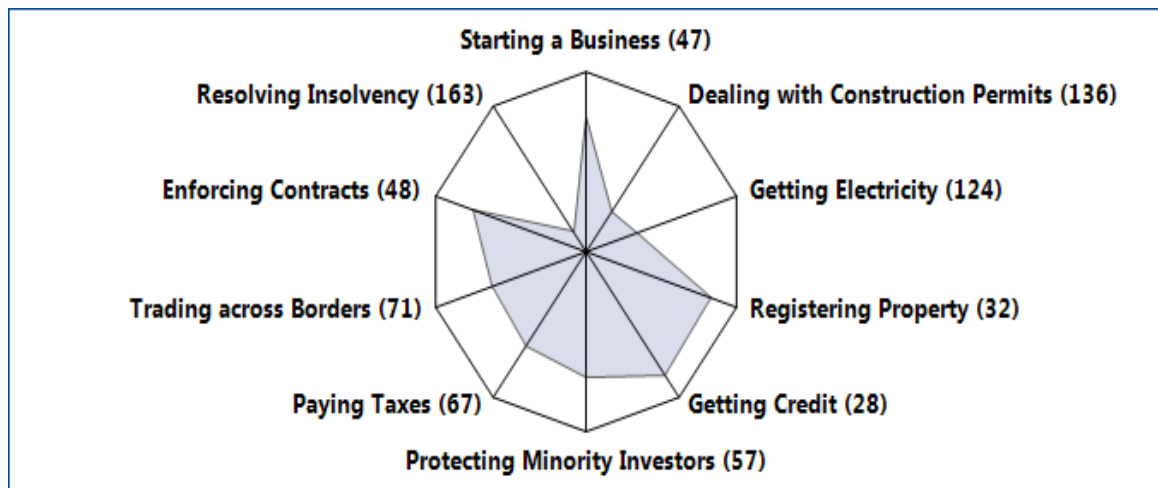 Starting a Business (47)
Resolving Insolvency (163)
Dealing with Construction Permits (136)
Enforcing Contracts (48)
Getting Electricity (124)
Trading across Borders (71)
Registering Property (32)
Paying Taxes (67)
Getting Credit (28)
Protecting Minority Investors (57)